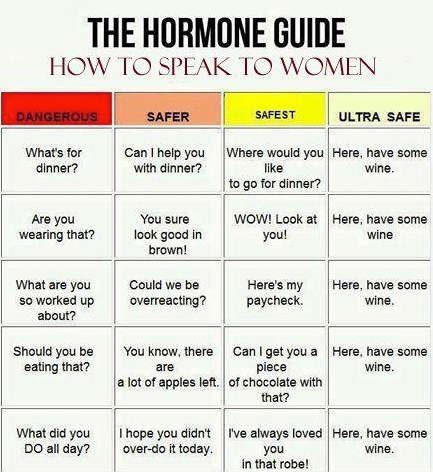 THE HORMONE GUIDE
HOW TO SPEAK TO WOMEN
DANGEROUS
SAFER
SAFEST
ULTRA SAFE
What's for
dinner?
Can I help you
with dinner?
Where would you
like
to go for dinner?
Here, have some
wine.
Are you
wearing that?
You sure
look good in
brown!
WOW! Look at
you!
Here, have some
wine
What are you
so worked up
about?
Could we be
overreacting?
Here's my
paycheck.
Here, have some
wine.
Should you be
eating that?
You know, there
are
a lot of apples left.
Can I get you a
piece
of chocolate with
that?
Here, have some
wine.
What did you
DO all day?
I hope you didn't
over-do it today.
I've always loved
you
in that robe!
Here, have some
wine.